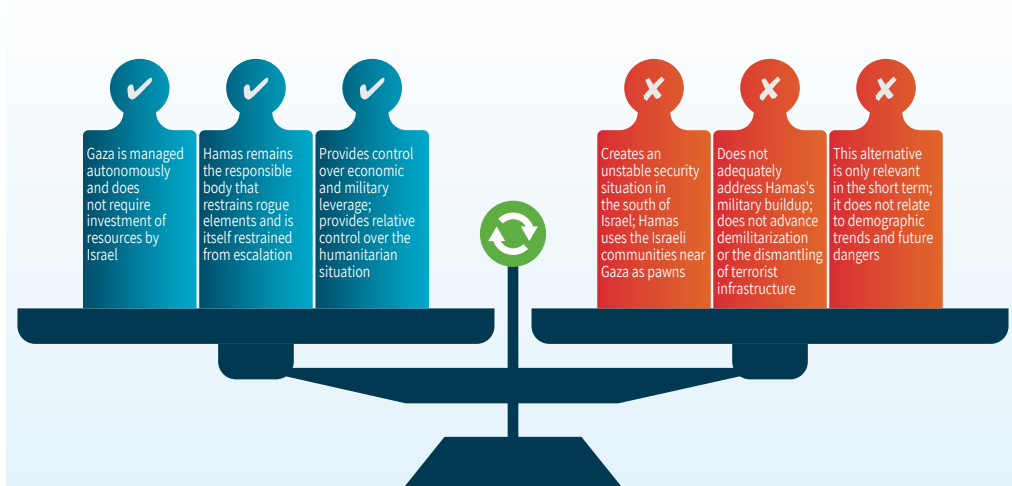 Gaza is managed
autonomously
and does
not require
investment of
resources by
Israel
Hamas remains
the responsible
body that
restrains rogue
elements and is
itself restrained
from escalation
Provides control
over economic
and military
leverage;
provides relative
control over the
humanitarian
situation
Creates an
unstable security
situation in
the south of
Israel; Hamas
uses the Israeli
communities near
Gaza as pawns
Does not
adequately
address Hamas's
military buildup;
does not advance
demilitarization
or the dismantling
of terrorist
infrastructure
This alternative
is only relevant
in the short term;
it does not relate
to demographic
trends and future
dangers